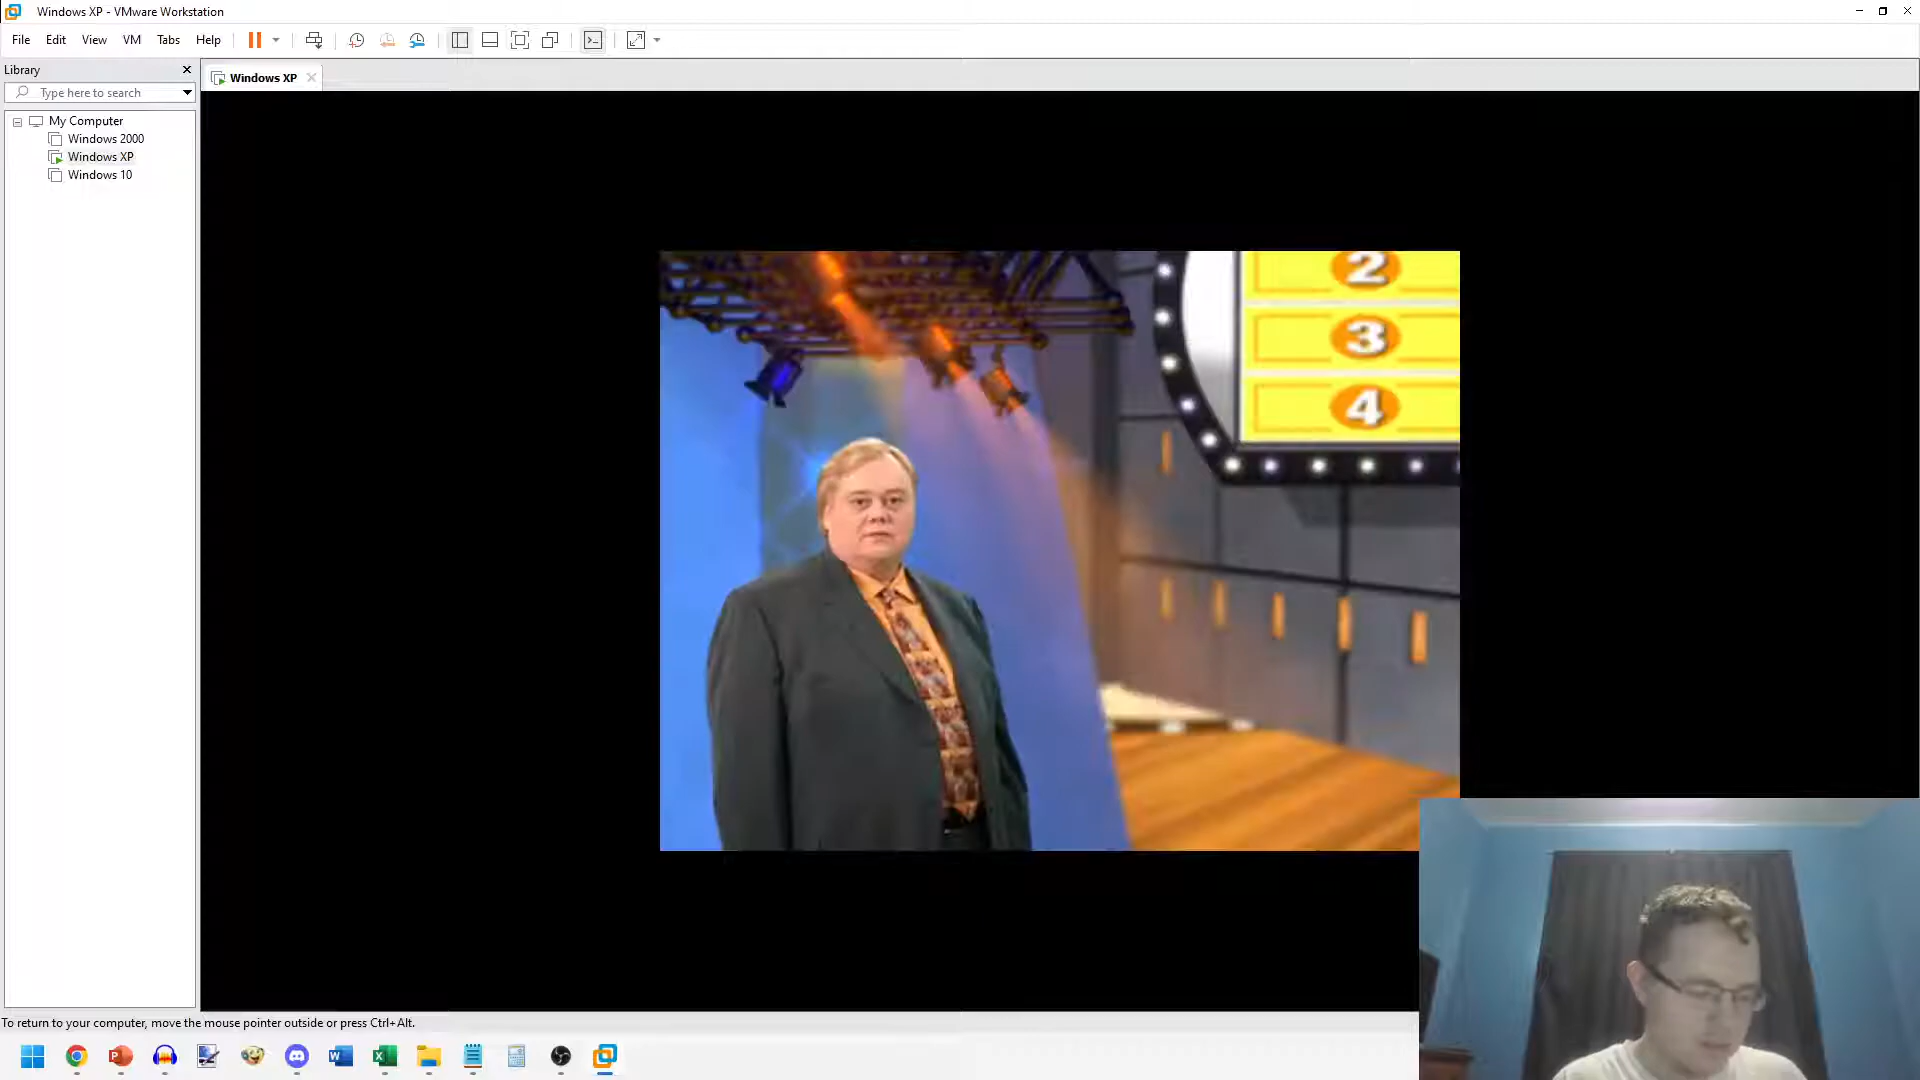 Windows XP - VMware Workstation
File Edit View VM Tabs Help
Library
Windows XP
Type here to search
My Computer
Windows 2000
Windows XP
Windows 10
2
3
4
To return to your computer, move the mouse pointer outside or press Ctrl+Alt.